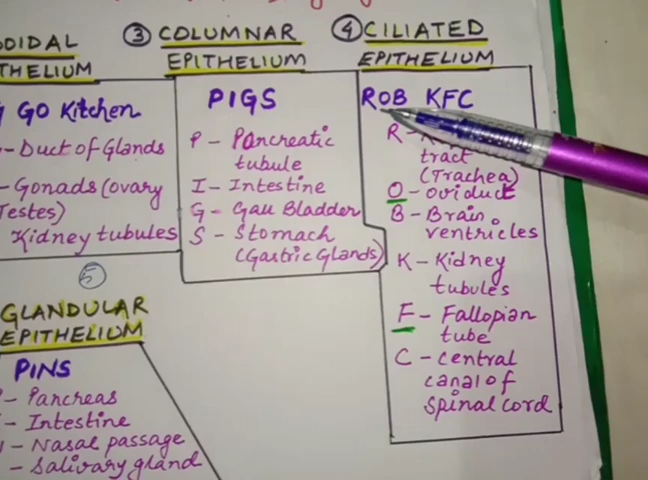 ③ COLUMNAR
EPITHELIUM
PIGS
P - Pancreatic
tubule
I - Intestine
G - Gall Bladder
S - Stomach
(Gastric Glands)
④ CILIATED
EPITHELIUM
ROB KFC
R -
tract
(Trachea)
O - Oviduct
B - Brain
ventricles
K - Kidney
tubules
F - Fallopian
tube
C - central
canal of
spinal cord
GO Kitchen
- Duct of Glands
- Gonads (ovary
Testes)
Kidney tubules
⑤
GLANDULAR
EPITHELIUM
PINS
- Pancreas
- Intestine
- Nasal passage
- Salivary gland